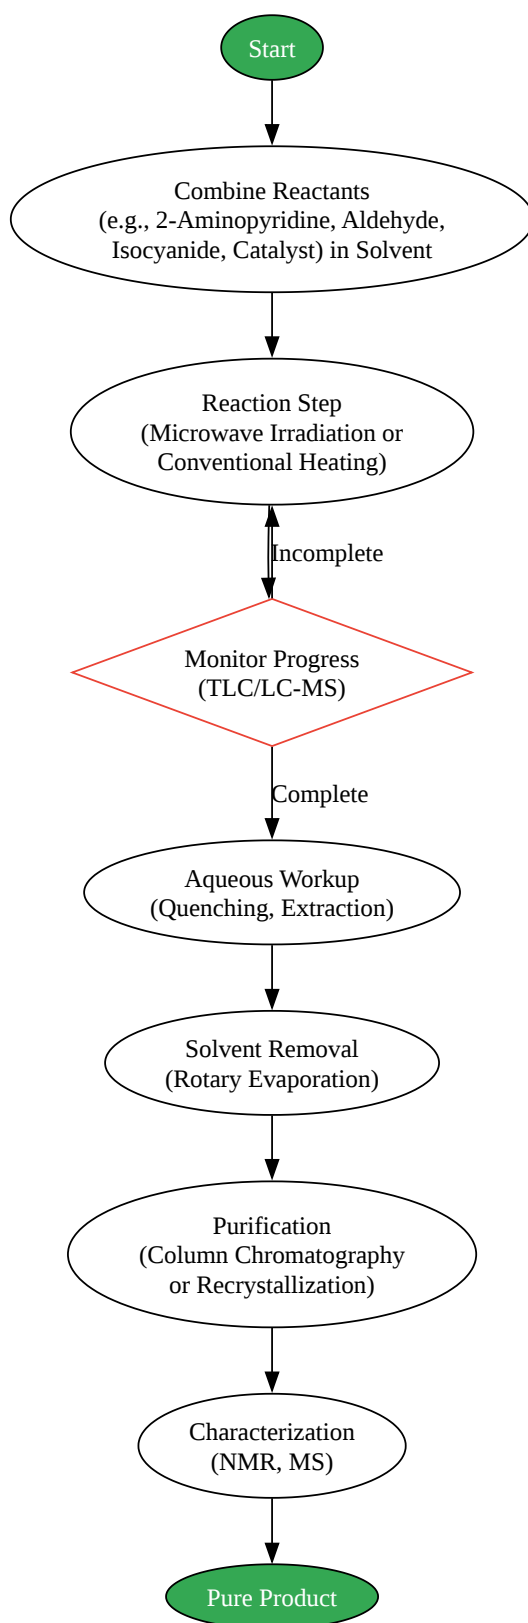 Start
Combine Reactants
(e.g., 2-Aminopyridine, Aldehyde,
Isocyanide, Catalyst) in Solvent
Reaction Step
(Microwave Irradiation or
Conventional Heating)
Incomplete
Monitor Progress
(TLC/LC-MS)
Complete
Aqueous Workup
(Quenching, Extraction)
Solvent Removal
(Rotary Evaporation)
Purification
(Column Chromatography
or Recrystallization)
Characterization
(NMR, MS)
Pure Product